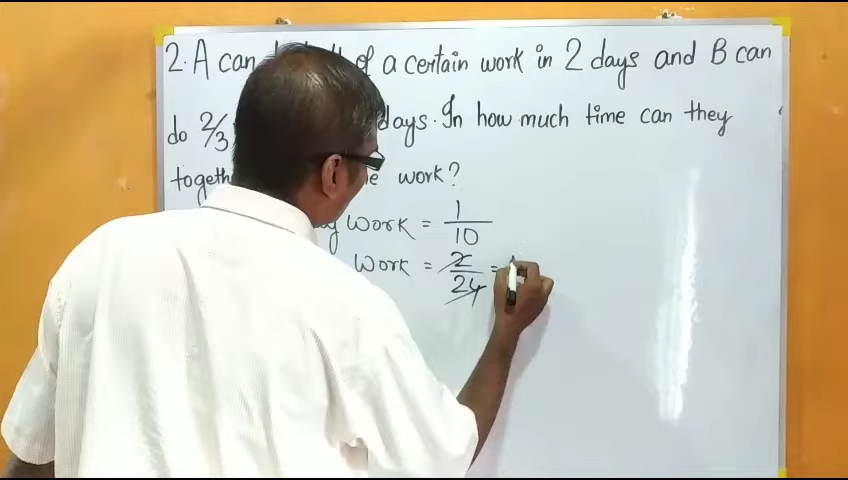 2. A can of a certain work in 2 days and B can
do 2/3 days. In how much time can they
work?
Work = 1/10
Work = 2/24 =